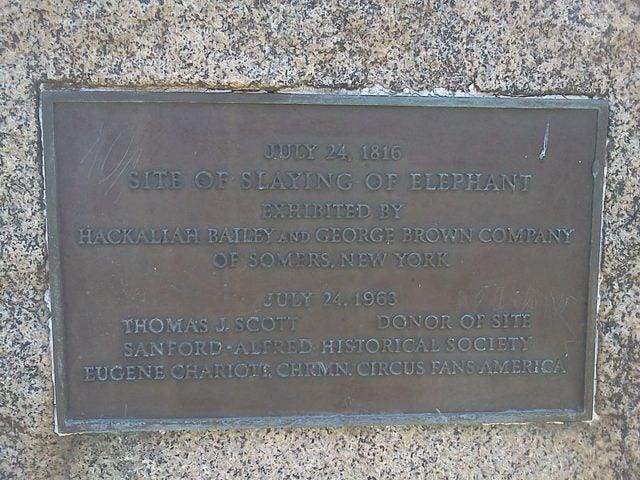 JULY 24, 1816
SITE OF SLAYING OF ELEPHANT
EXHIBITED BY
HACKALIAH BAILEY AND GEORGE BROWN COMPANY
OF SOMERS, NEW YORK
JULY 24, 1963
THOMAS J. SCOTT DONOR OF SITE
SANFORD-ALFRED HISTORICAL SOCIETY
EUGENE CHRMN. CIRCUS FANS AMERICA